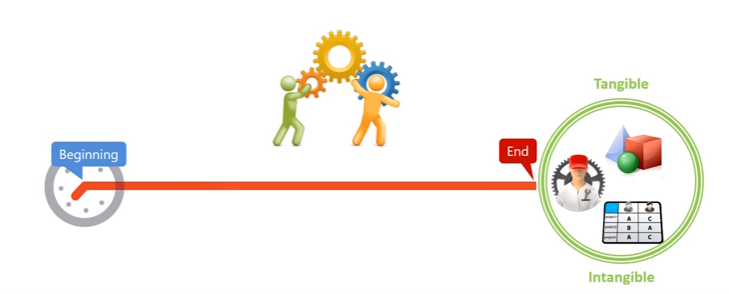 Tangible
Beginning
End
A C
B A
A C
Intangible